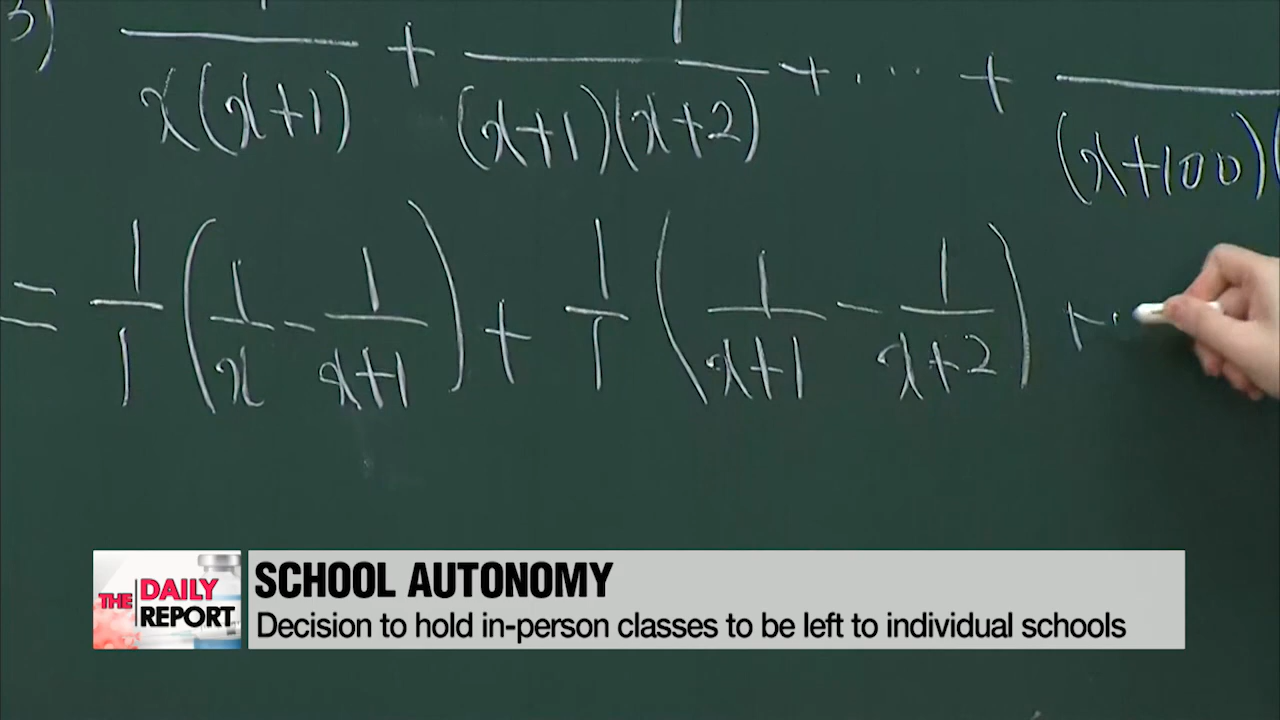 3) 1/x(x+1) + 1/(x+1)(x+2) + ... + /(x+100)(
= 1/1 (1/x - 1/x+1) + 1/1 (1/x+1 - 1/x+2) + ..
THE DAILY REPORT
SCHOOL AUTONOMY
Decision to hold in-person classes to be left to individual schools